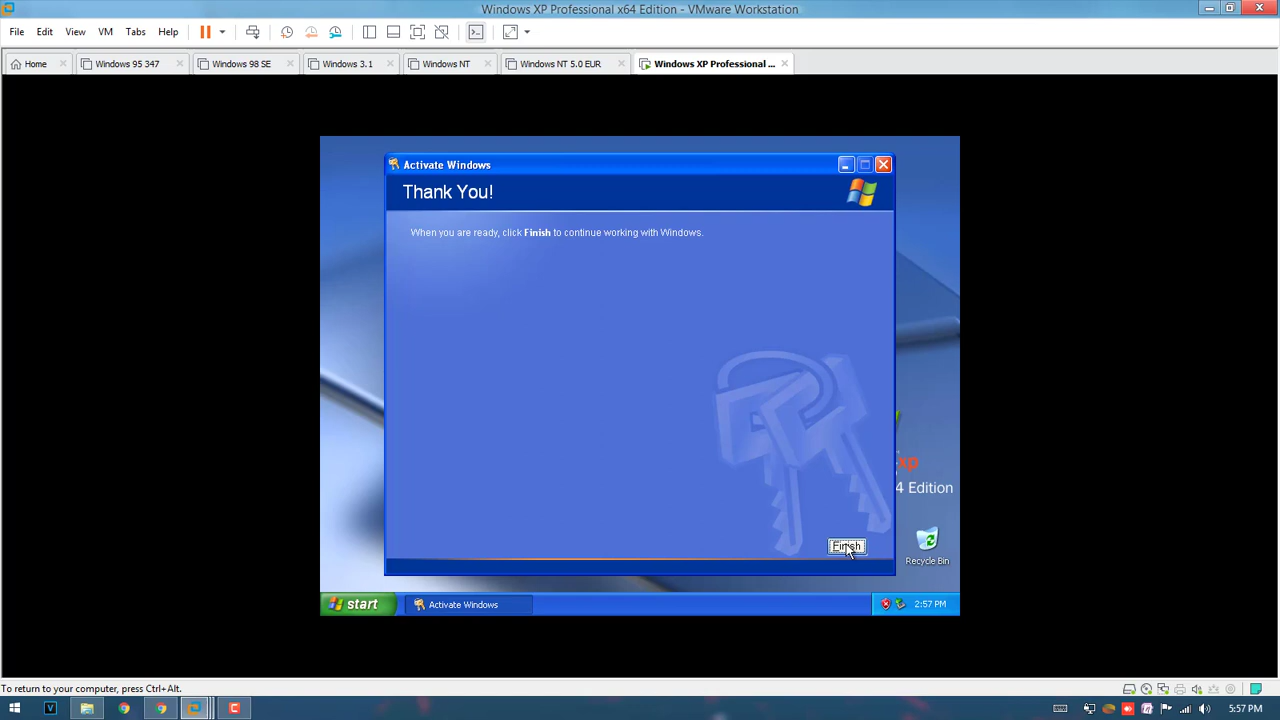 Windows XP Professional x64 Edition - VMware Workstation
File Edit View VM Tabs Help
Home Windows 95 347 Windows 98 SE Windows 3.1 Windows NT Windows NT 5.0 EUR Windows XP Professional ...
Activate Windows
Thank You!
When you are ready, click Finish to continue working with Windows.
xp
4 Edition
Finish
Recycle Bin
start Activate Windows 2:57 PM
To return to your computer, press Ctrl+Alt.
5:57 PM